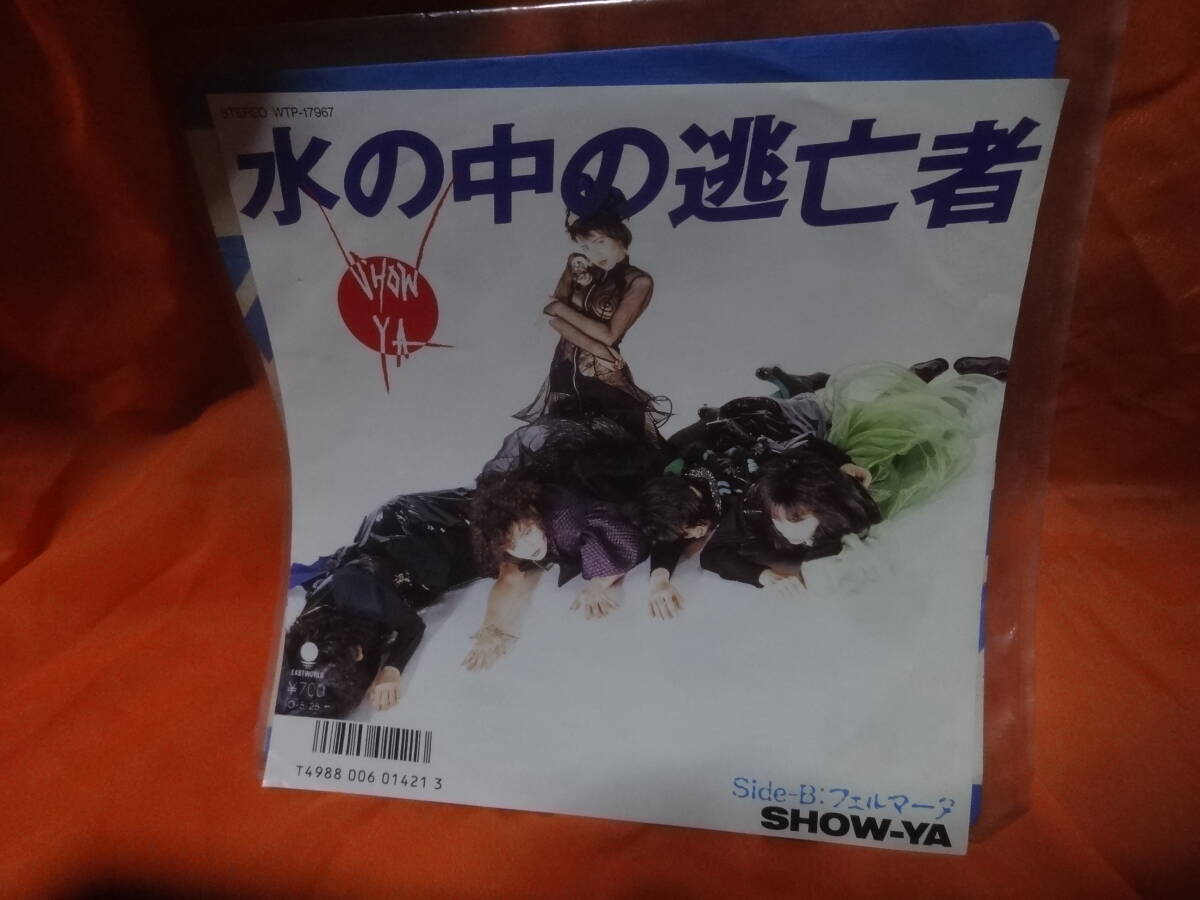 STEREO WTP-17967
水の中の逃亡者
SHOW
YA
EASTWORLD
¥700
T4988 006 01421 3
Side-B:フェルマータ
SHOW-YA